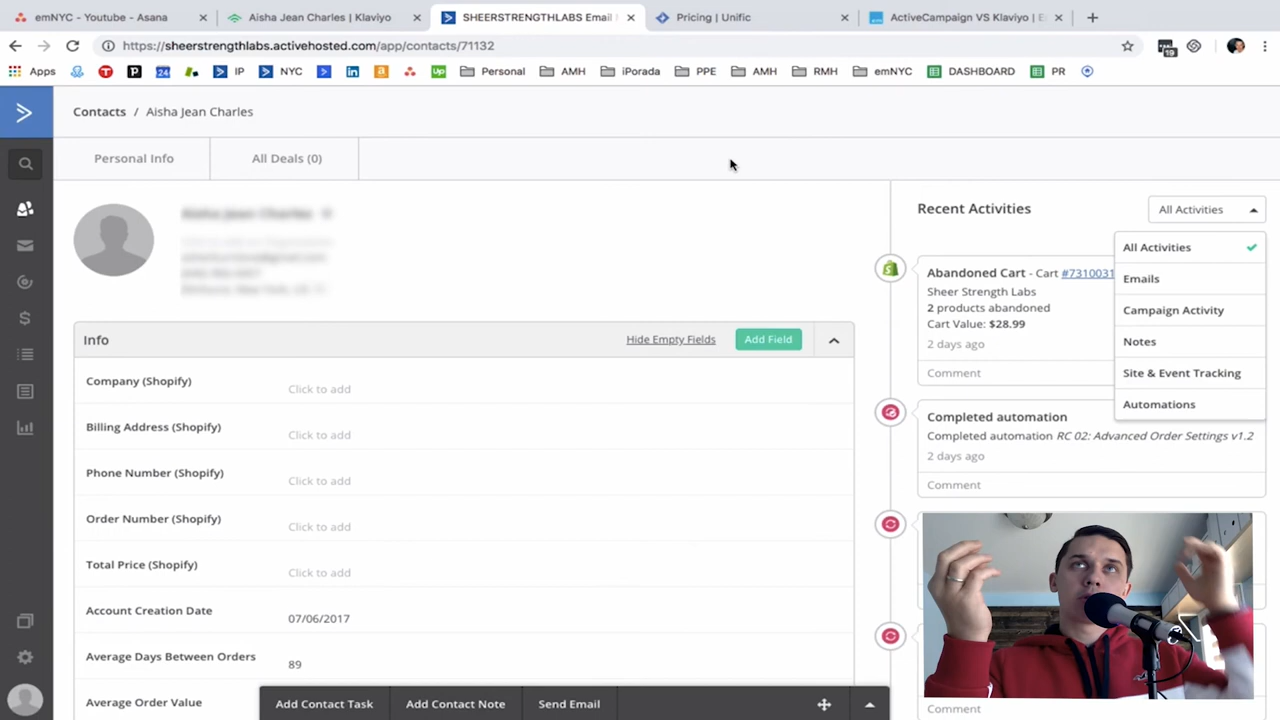 emNYC - Youtube - Asana
Aisha Jean Charles | Klaviyo
SHEERSTRENGTHLABS Email
Pricing | Unific
ActiveCampaign VS Klaviyo | E
https://sheerstrengthlabs.activehosted.com/app/contacts/71132
19
Apps
24
IP
NYC
Personal
AMH
iPorada
PPE
AMH
RMH
emNYC
DASHBOARD
PR
Contacts / Aisha Jean Charles
Personal Info
All Deals (0)
Recent Activities
All Activities
All Activities
Emails
Campaign Activity
Notes
Site & Event Tracking
Automations
Abandoned Cart - Cart #7310031
Sheer Strength Labs
2 products abandoned
Cart Value: $28.99
2 days ago
Comment
Completed automation
Completed automation RC 02: Advanced Order Settings v1.2
2 days ago
Comment
Comment
Info
Hide Empty Fields
Add Field
Company (Shopify)
Click to add
Billing Address (Shopify)
Click to add
Phone Number (Shopify)
Click to add
Order Number (Shopify)
Click to add
Total Price (Shopify)
Click to add
Account Creation Date
07/06/2017
Average Days Between Orders
89
Average Order Value
Add Contact Task
Add Contact Note
Send Email